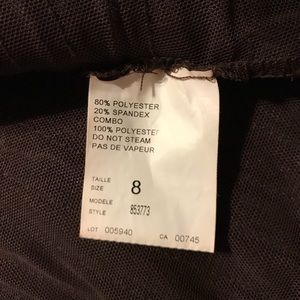 80% POLYESTER
20% SPANDEX
COMBO
100% POLYESTER
DO NOT STEAM
PAS DE VAPEUR
TAILLE
SIZE 8
MODELE
STYLE 853773
LOT 005940 CA 00745